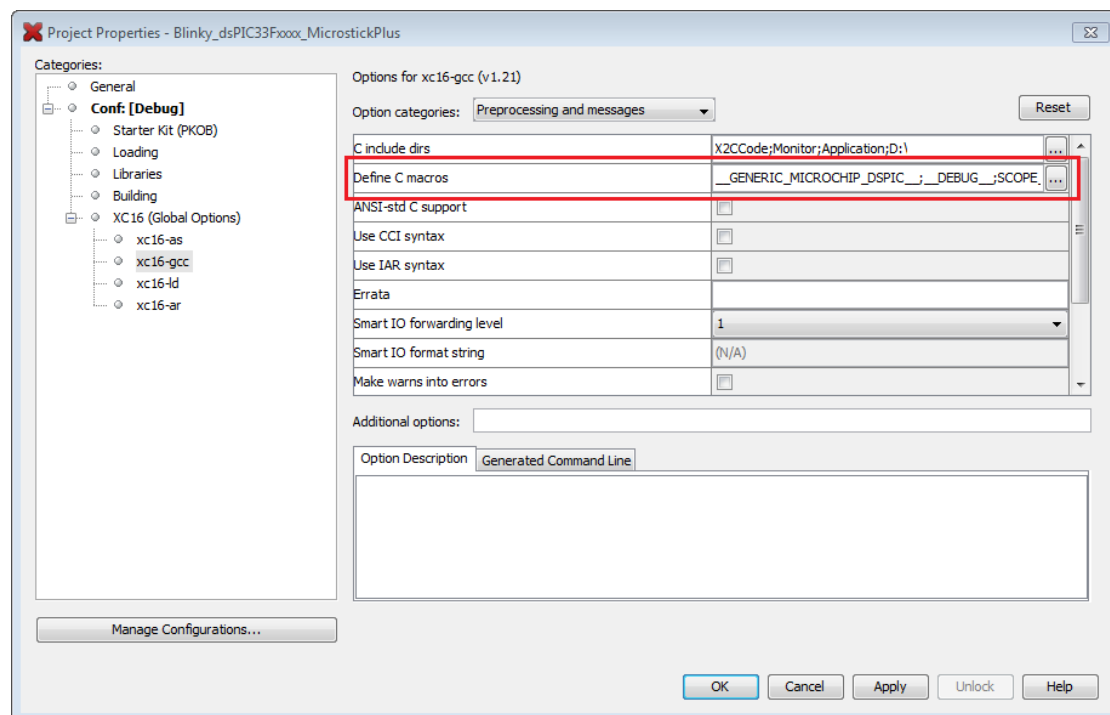 Project Properties - Blinky_dsPIC33Fxxxx_MicrostickPlus
Categories:
General
Conf: [Debug]
Starter Kit (PKOB)
Loading
Libraries
Building
XC16 (Global Options)
xc16-as
xc16-gcc
xc16-ld
xc16-ar
Manage Configurations...
Options for xc16-gcc (v1.21)
Option categories: Preprocessing and messages Reset
C include dirs X2CCode;Monitor;Application;D:\ ...
Define C macros __GENERIC_MICROCHIP_DSPIC__;__DEBUG__;SCOPE_ ...
ANSI-std C support
Use CCI syntax
Use IAR syntax
Errata
Smart IO forwarding level 1
Smart IO format string (N/A)
Make warns into errors
Additional options:
Option Description Generated Command Line
OK Cancel Apply Unlock Help